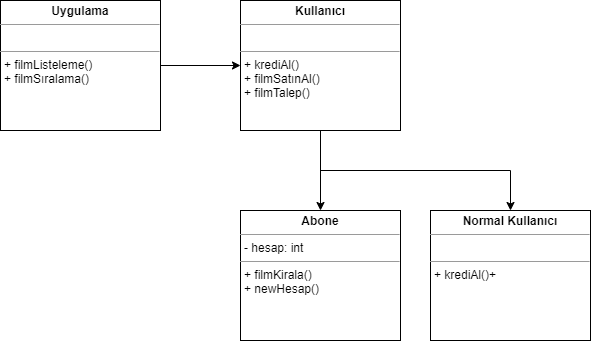 Uygulama
+ filmListeleme()
+ filmSıralama()
Kullanıcı
+ krediAl()
+ filmSatınAl()
+ filmTalep()
Abone
- hesap: int
+ filmKirala()
+ newHesap()
Normal Kullanıcı
+ krediAl()+